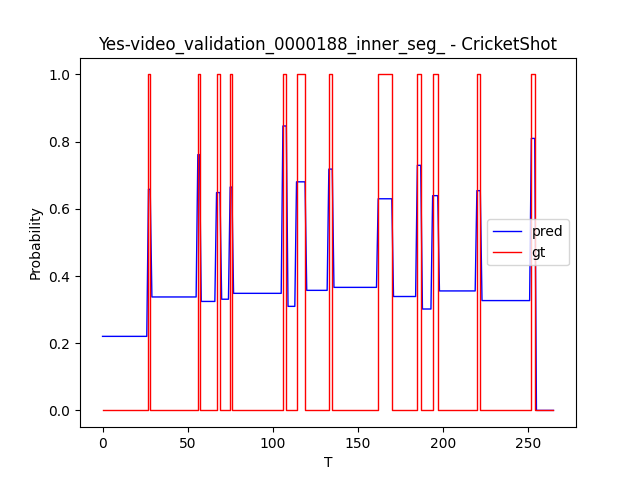 Yes-video_validation_0000188_inner_seg_ - CricketShot
1.0
0.8
0.6
0.4
0.2
0.0
Probability
pred
gt
0 50 100 150 200 250
T